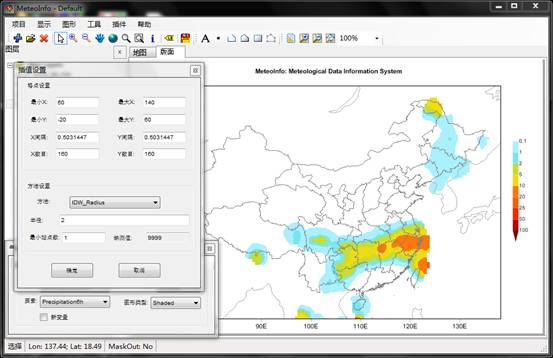 MeteoInfo - Default
项目 显示 图形 工具 插件 帮助
100%
图层
地图 版面
插值设置
格点设置
最小X: 60 最大X: 140
最小Y: -20 最大Y: 60
X间隔: 0.5031447 Y间隔: 0.5031447
X数目: 160 Y数目: 160
方法设置
方法: IDW_Radius
半径: 2
最小站点数: 1 缺测值: 9999
确定 取消
要素: Precipitation6h 图形类型: Shaded
新变量
MeteoInfo: Meteological Data Information System
0.1
1
2
5
10
20
25
50
100
90E 100E 110E 120E 130E
选择 Lon: 137.44; Lat: 18.49 MaskOut: No